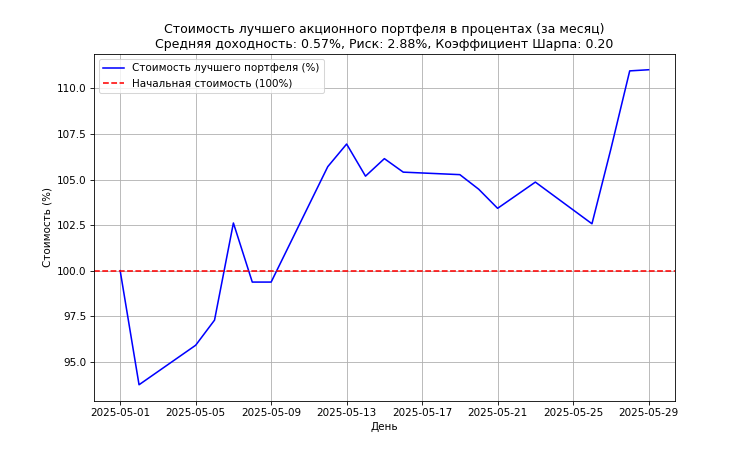 Стоимость лучшего акционного портфеля в процентах (за месяц)
Средняя доходность: 0.57%, Риск: 2.88%, Коэффициент Шарпа: 0.20
Стоимость лучшего портфеля (%)
Начальная стоимость (100%)
Стоимость (%)
110.0
107.5
105.0
102.5
100.0
97.5
95.0
2025-05-01 2025-05-05 2025-05-09 2025-05-13 2025-05-17 2025-05-21 2025-05-25 2025-05-29
День